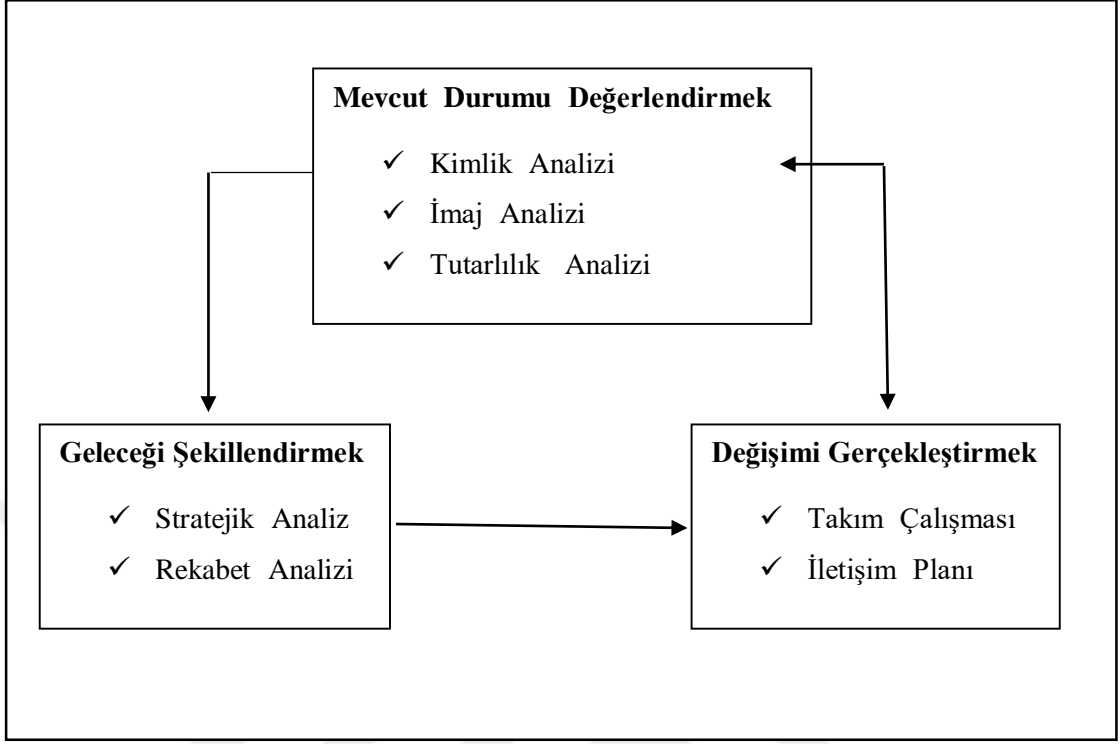 Mevcut Durumu Değerlendirmek
✓ Kimlik Analizi
✓ İmaj Analizi
✓ Tutarlılık Analizi
Geleceği Şekillendirmek
✓ Stratejik Analiz
✓ Rekabet Analizi
Değişimi Gerçekleştirmek
✓ Takım Çalışması
✓ İletişim Planı